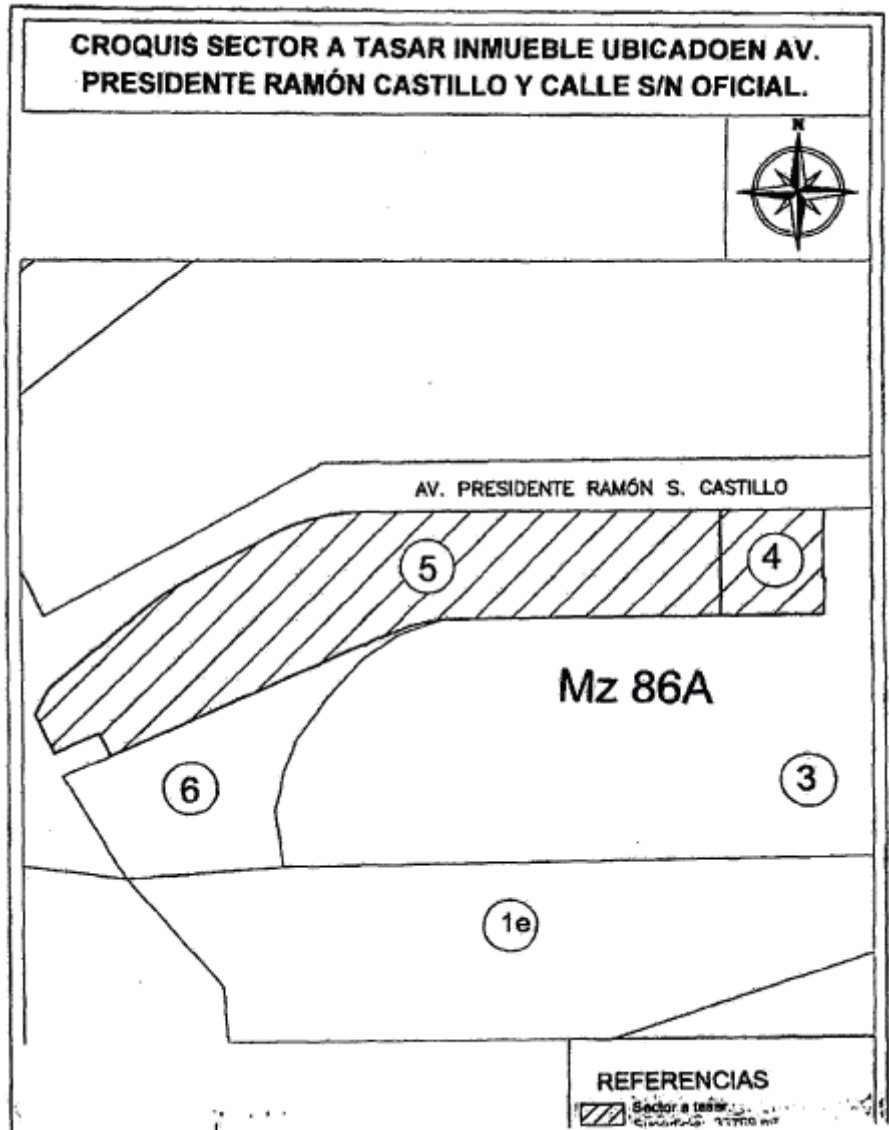 CROQUIS SECTOR A TASAR INMUEBLE UBICADOEN AV.
PRESIDENTE RAMÓN CASTILLO Y CALLE S/N OFICIAL.
N
AV. PRESIDENTE RAMÓN S. CASTILLO
5
4
Mz 86A
6
3
1e
REFERENCIAS
Sector a tasar